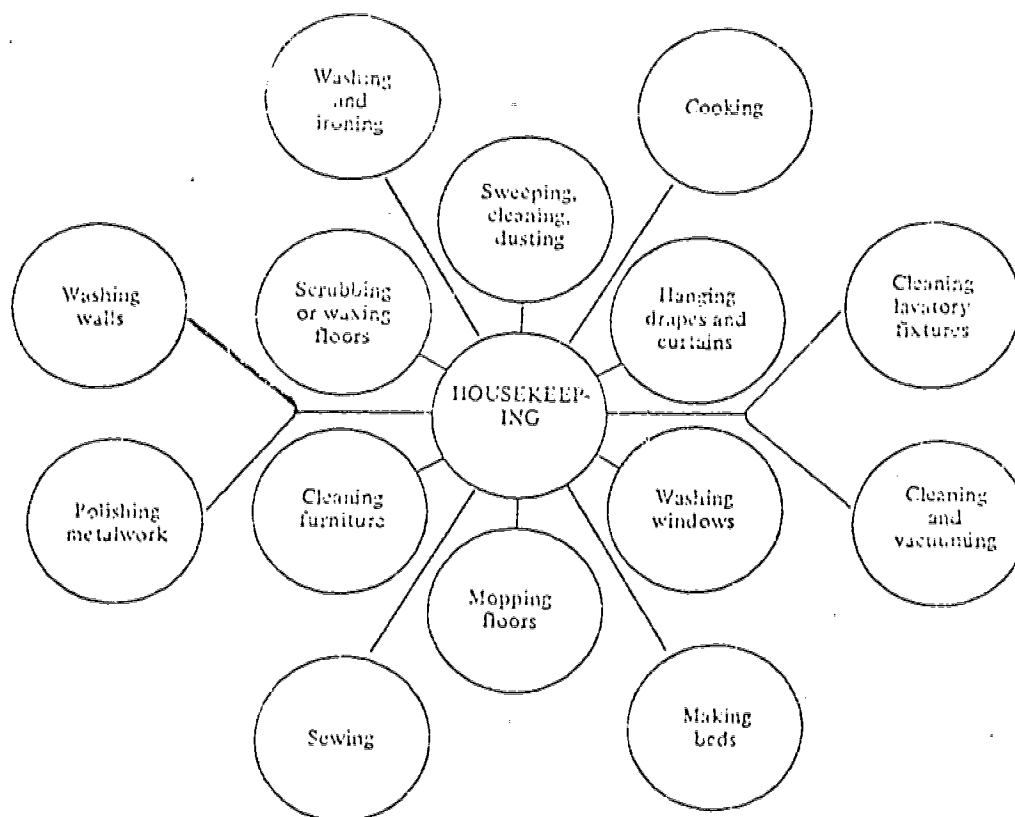 Washing
and
ironing
Cooking
Sweeping,
cleaning,
dusting
Washing
walls
Scrubbing
or waxing
floors
Hanging
drapes and
curtains
Cleaning
lavatory
fixtures
HOUSEKEEP-
ING
Polishing
metalwork
Cleaning
furniture
Washing
windows
Cleaning
and
vacuuming
Mopping
floors
Sewing
Making
beds